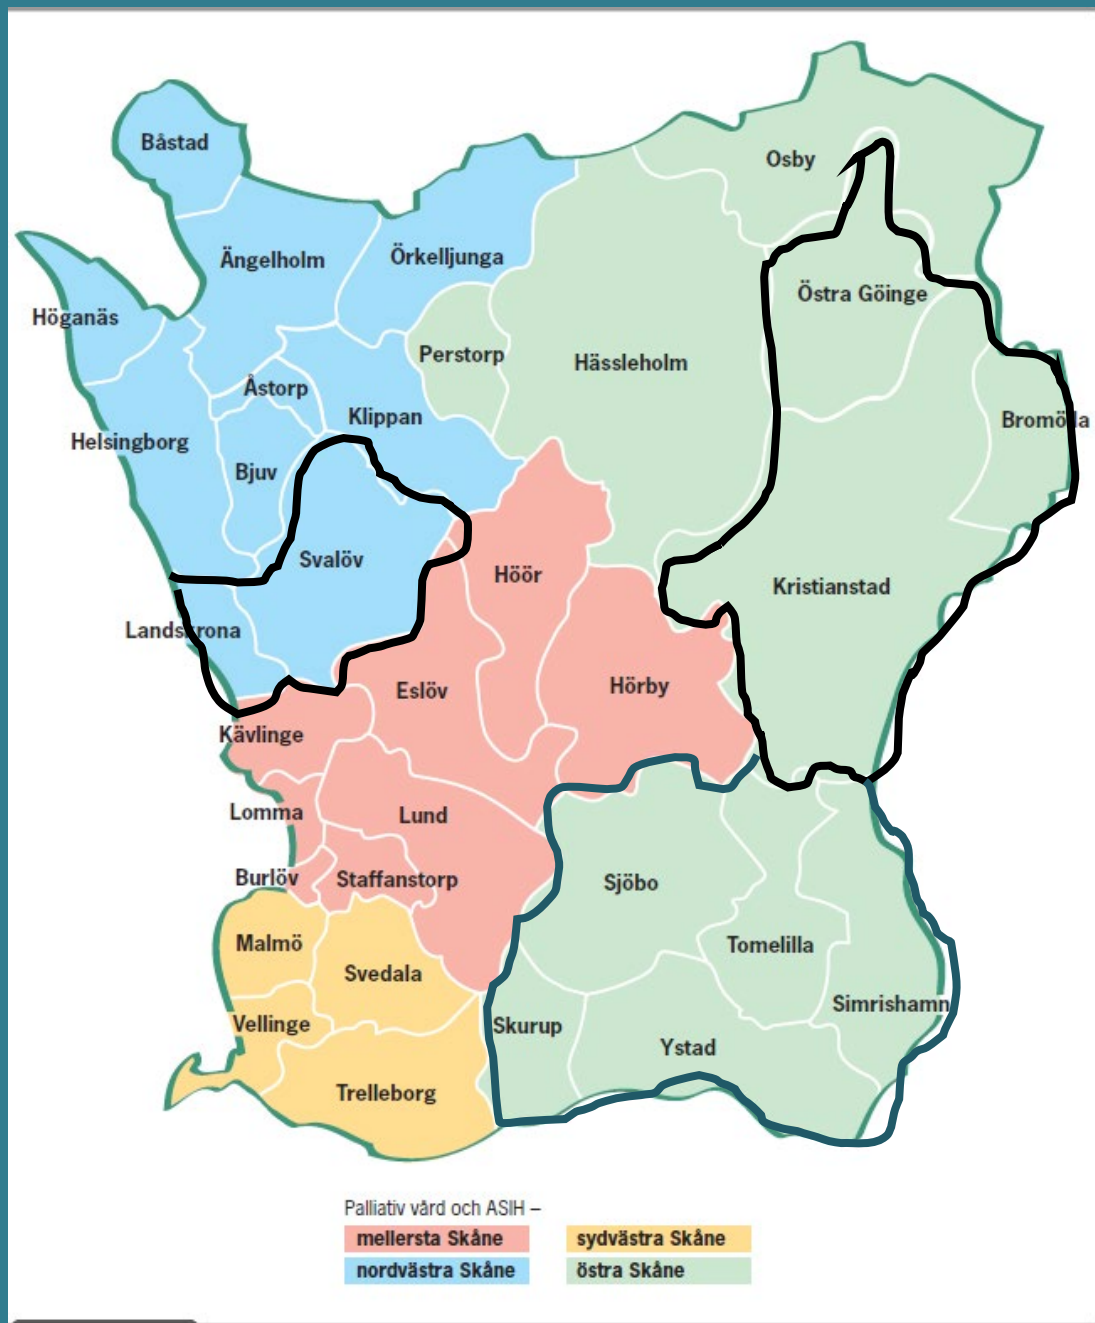 Båstad
Osby
Ängelholm
Örkelljunga
Östra Göinge
Höganäs
Perstorp
Hässleholm
Åstorp
Klippan
Bromölla
Helsingborg
Bjuv
Svalöv
Höör
Kristianstad
Landskrona
Eslöv
Hörby
Kävlinge
Lomma
Lund
Burlöv
Staffanstorp
Sjöbo
Malmö
Svedala
Tomelilla
Simrishamn
Vellinge
Skurup
Ystad
Trelleborg
Palliativ vård och ASIH –
mellersta Skåne
sydvästra Skåne
nordvästra Skåne
östra Skåne